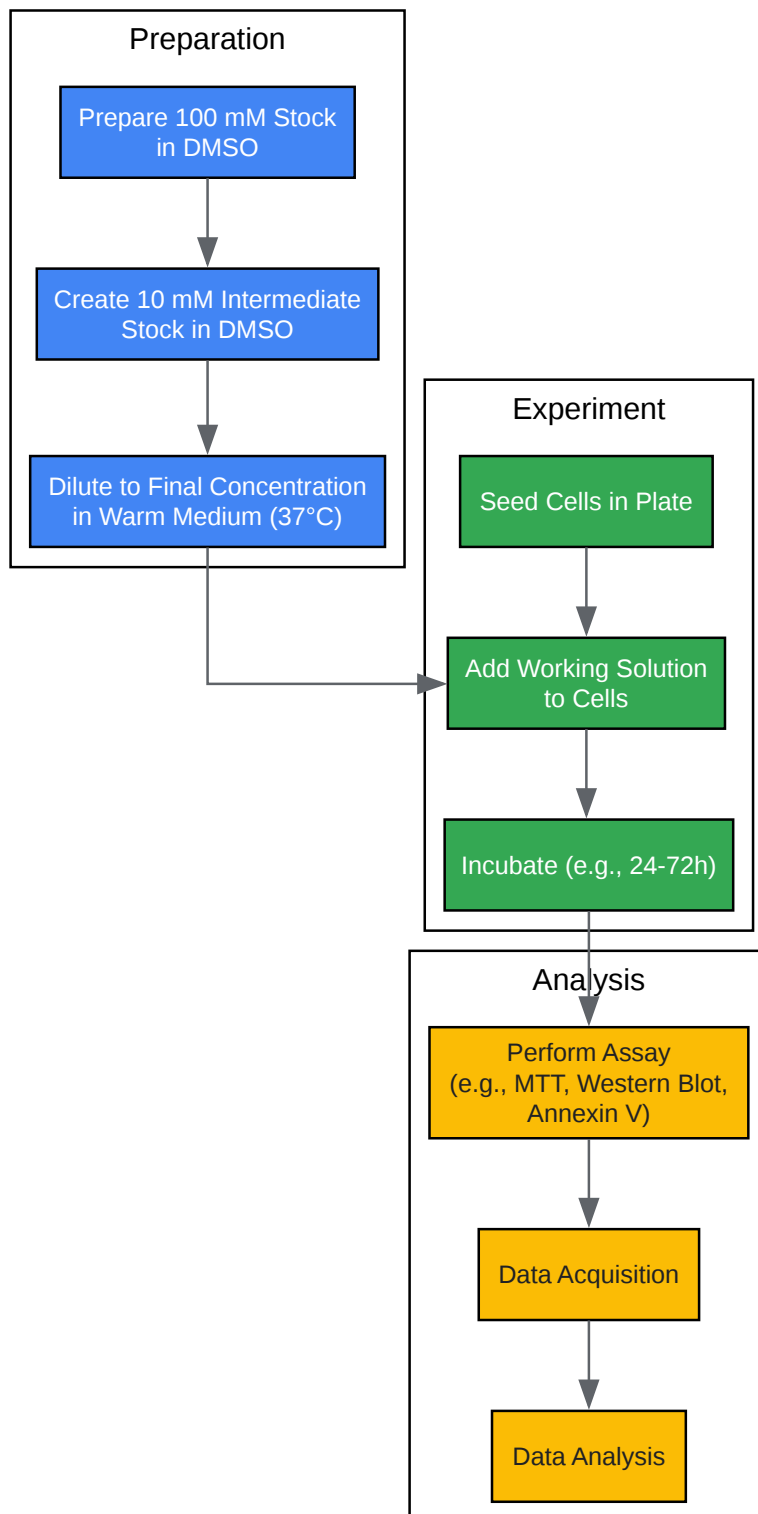 Preparation
Prepare 100 mM Stock
in DMSO
Create 10 mM Intermediate
Stock in DMSO
Dilute to Final Concentration
in Warm Medium (37°C)
Experiment
Seed Cells in Plate
Add Working Solution
to Cells
Incubate (e.g., 24-72h)
Analysis
Perform Assay
(e.g., MTT, Western Blot,
Annexin V)
Data Acquisition
Data Analysis